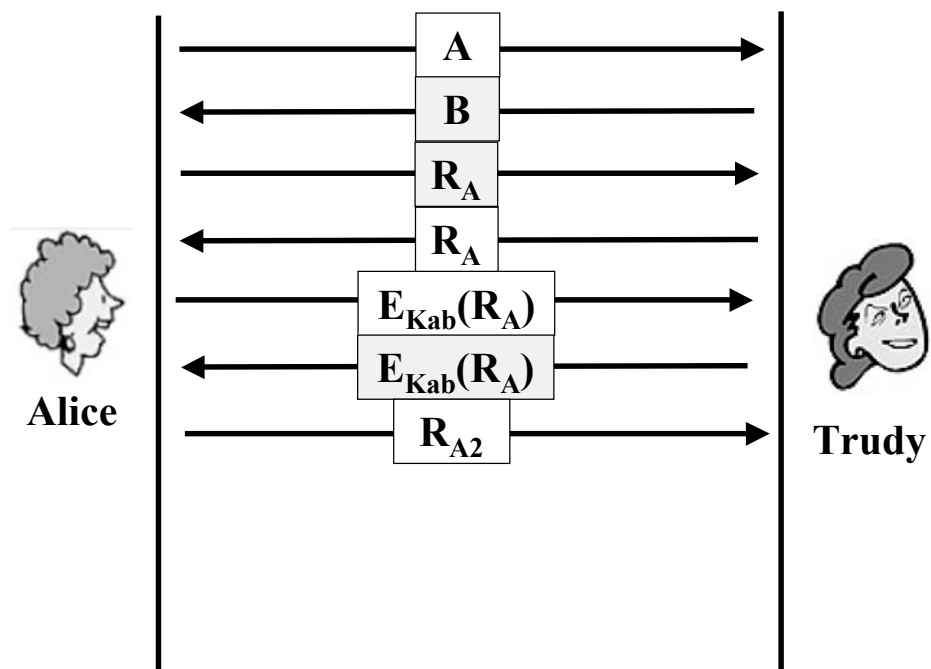 A
B
R_A
R_A
E_Kab(R_A)
E_Kab(R_A)
R_A2
Alice
Trudy